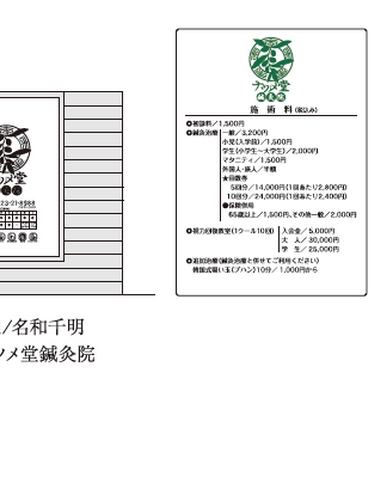 ナツメ堂
鍼灸院
施 術 料(税込み)
✪初診料/1,500円
✪鍼灸治療 一般/3,200円
小児(入学前)/1,500円
学生(小学生〜大学生)/2,000円
マタニティ/1,500円
外国人・旅人/半額
★回数券
5回分/14,000円(1回あたり2,800円)
10回分/24,000円(1回あたり2,400円)
●保険併用
65歳以上/1,500円、その他一般/2,000円
✪視力回復教室(1クール10回) 入会金/5,000円
大 人/30,000円
学 生/25,000円
✪追加治療(鍼灸治療と併せてご利用ください)
韓国式吸い玉(プハン)10分/1,000円から
ツメ堂
23-21-8988
/名和千明
ツメ堂鍼灸院